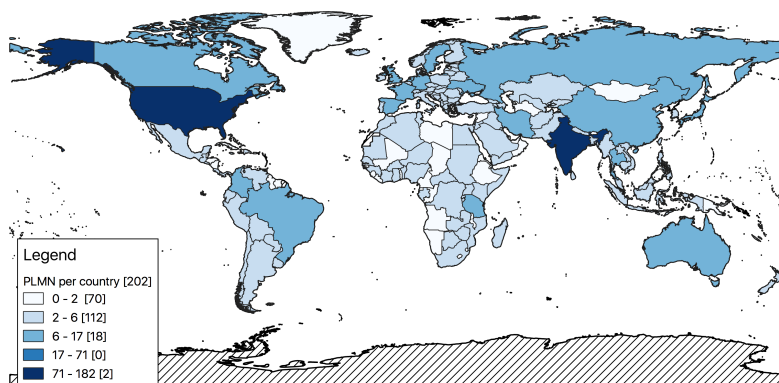 Legend
PLMN per country [202]
0 - 2 [70]
2 - 6 [112]
6 - 17 [18]
17 - 71 [0]
71 - 182 [2]